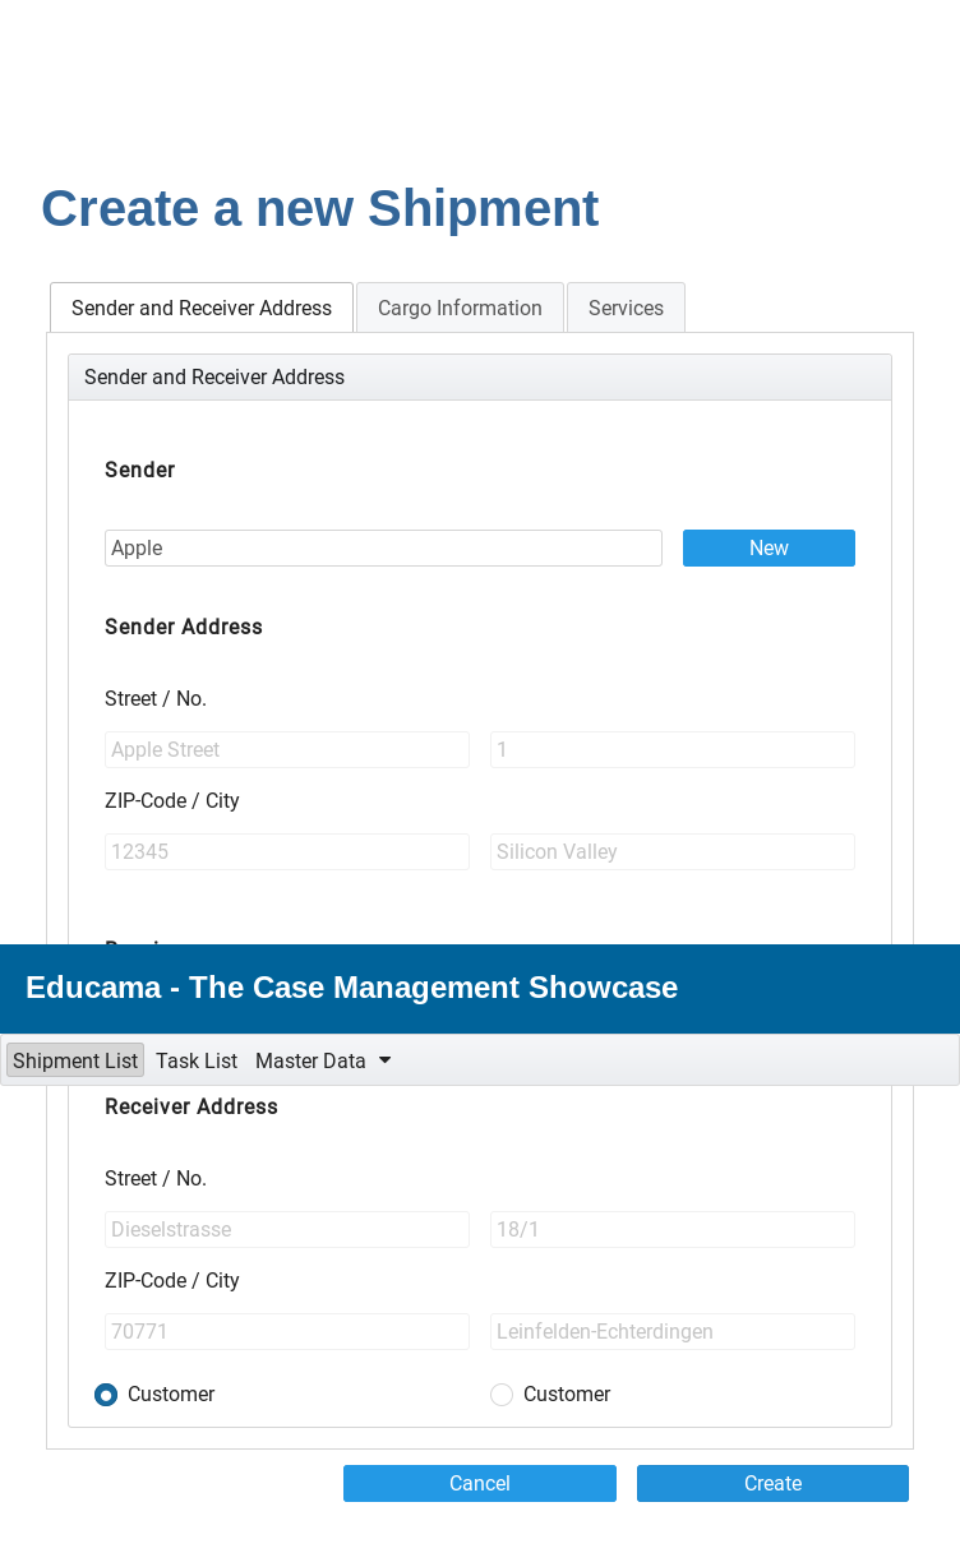 Create a new Shipment
Sender and Receiver Address Cargo Information Services
Sender and Receiver Address
Sender
Apple New
Sender Address
Street / No.
Apple Street 1
ZIP-Code / City
12345 Silicon Valley
Educama - The Case Management Showcase
Shipment List Task List Master Data
Receiver Address
Street / No.
Dieselstrasse 18/1
ZIP-Code / City
70771 Leinfelden-Echterdingen
Customer Customer
Cancel Create